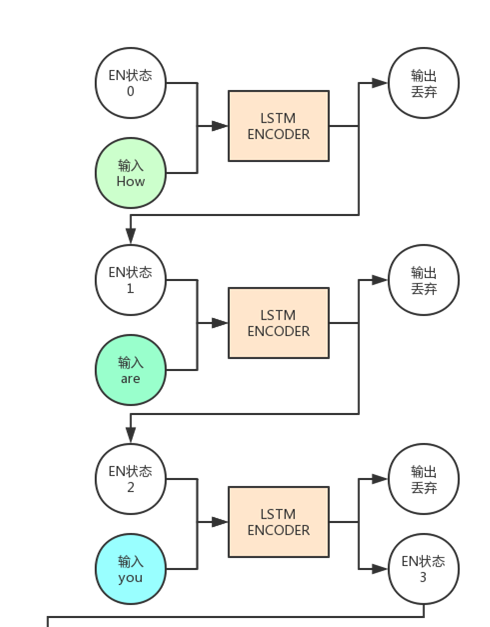 EN状态
0
输入
How
LSTM
ENCODER
输出
丢弃
EN状态
1
输入
are
LSTM
ENCODER
输出
丢弃
EN状态
2
输入
you
LSTM
ENCODER
输出
丢弃
EN状态
3